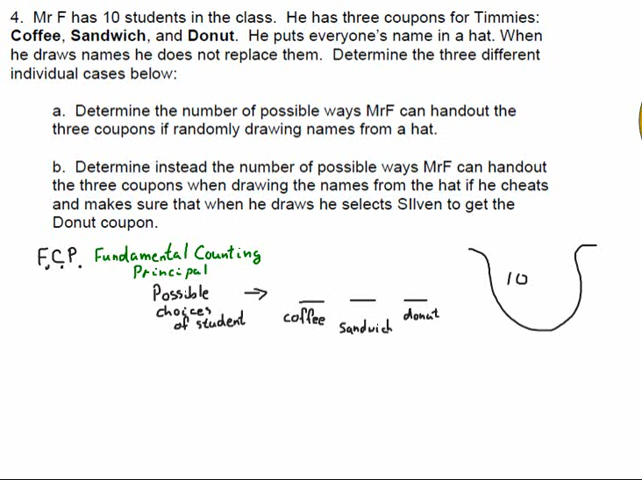 4. Mr F has 10 students in the class. He has three coupons for Timmies:
Coffee, Sandwich, and Donut. He puts everyone's name in a hat. When
he draws names he does not replace them. Determine the three different
individual cases below:
a. Determine the number of possible ways MrF can handout the
three coupons if randomly drawing names from a hat.
b. Determine instead the number of possible ways MrF can handout
the three coupons when drawing the names from the hat if he cheats
and makes sure that when he draws he selects SIlven to get the
Donut coupon.
F.C.P. Fundamental Counting
Principal
Possible →
choices
of student
coffee Sandwich donut
10